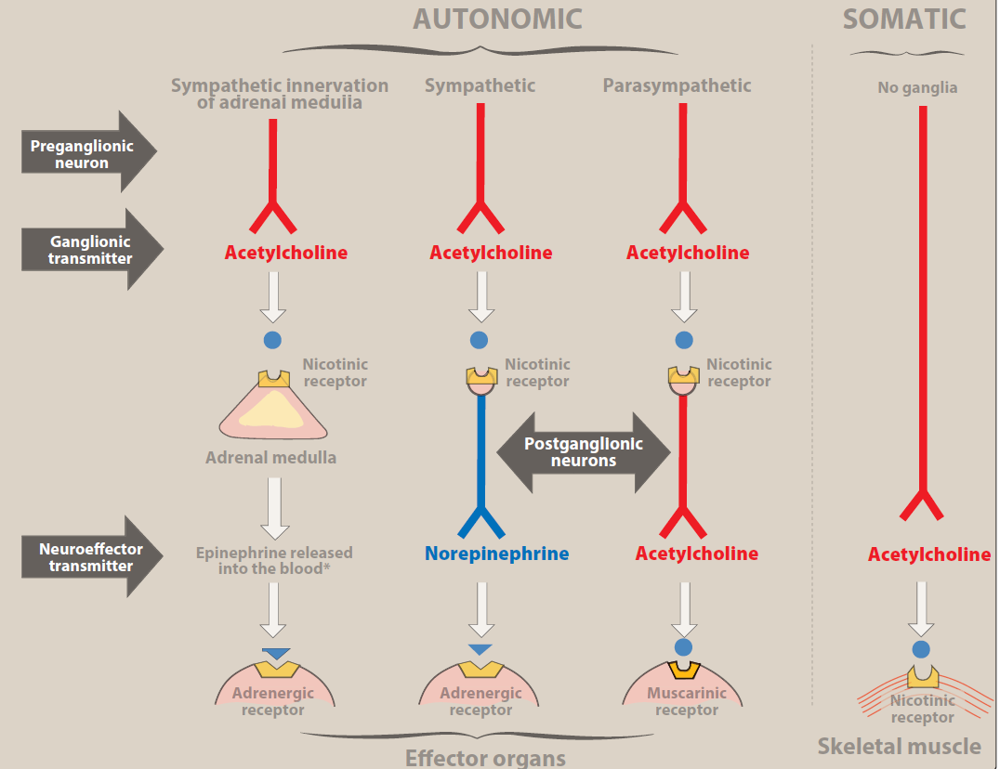 AUTONOMIC
SOMATIC
Sympathetic innervation
of adrenal medulla
Sympathetic
Parasympathetic
No ganglia
Preganglionic
neuron
Ganglionic
transmitter
Acetylcholine
Acetylcholine
Acetylcholine
Nicotinic
receptor
Nicotinic
receptor
Nicotinic
receptor
Adrenal medulla
Postganglionic
neurons
Neuroeffector
transmitter
Epinephrine released
into the blood*
Norepinephrine
Acetylcholine
Acetylcholine
Adrenergic
receptor
Adrenergic
receptor
Muscarinic
receptor
Nicotinic
receptor
Skeletal muscle
Effector organs